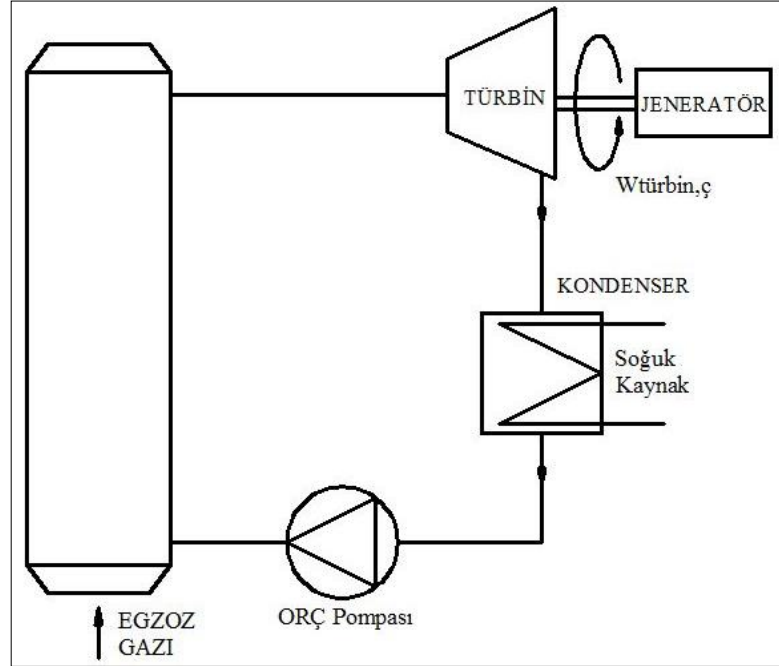 TÜRBİN
JENERATÖR
Wtürbin,ç
KONDENSER
Soğuk
Kaynak
ORÇ Pompası
EGZOZ
GAZI